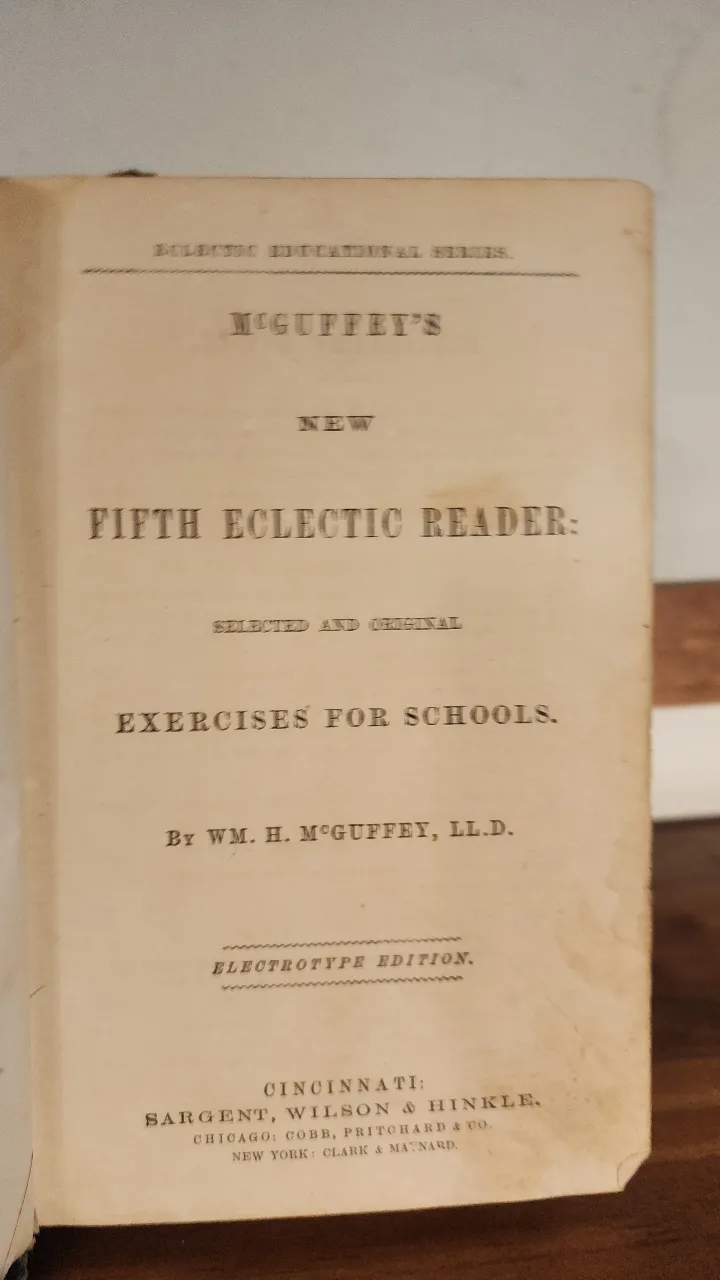 ECLECTIC EDUCATIONAL SERIES.
McGUFFEY'S
NEW
FIFTH ECLECTIC READER:
SELECTED AND ORIGINAL
EXERCISES FOR SCHOOLS.
By WM. H. McGUFFEY, LL.D.
ELECTROTYPE EDITION.
CINCINNATI:
SARGENT, WILSON & HINKLE.
CHICAGO: COBB, PRITCHARD & CO.
NEW YORK: CLARK & MAYNARD.